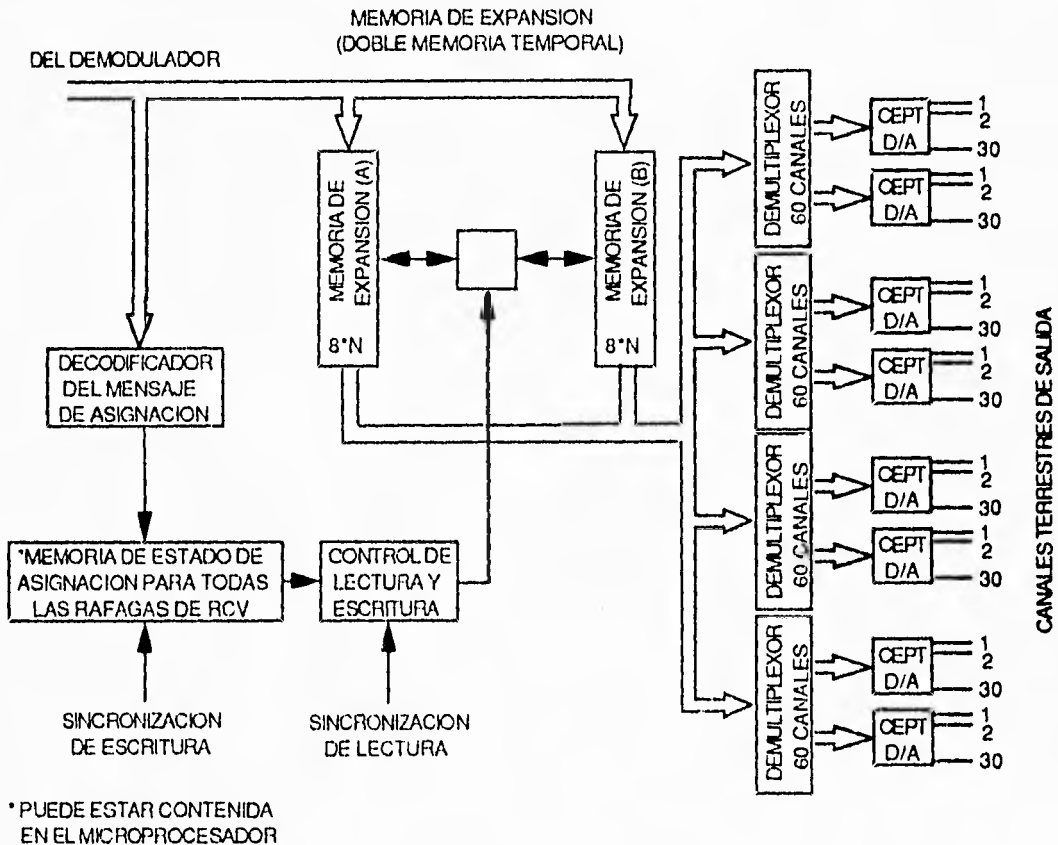 MEMORIA DE EXPANSION
(DOBLE MEMORIA TEMPORAL)
DEL DEMODULADOR
MEMORIA DE
EXPANSION (A)
8*N
MEMORIA DE
EXPANSION (B)
8*N
DECODIFICADOR
DEL MENSAJE
DE ASIGNACION
*MEMORIA DE ESTADO DE
ASIGNACION PARA TODAS
LAS RAFAGAS DE RCV
CONTROL DE
LECTURA Y
ESCRITURA
SINCRONIZACION
DE ESCRITURA
SINCRONIZACION
DE LECTURA
* PUEDE ESTAR CONTENIDA
EN EL MICROPROCESADOR
DEMULTIPLEXOR
60 CANALES
CEPT
D/A
1
2
30
CEPT
D/A
1
2
30
DEMULTIPLEXOR
60 CANALES
CEPT
D/A
1
2
30
CEPT
D/A
1
2
30
DEMULTIPLEXOR
60 CANALES
CEPT
D/A
1
2
30
CEPT
D/A
1
2
30
DEMULTIPLEXOR
60 CANALES
CEPT
D/A
1
2
30
CEPT
D/A
1
2
30
CANALES TERRESTRES DE SALIDA